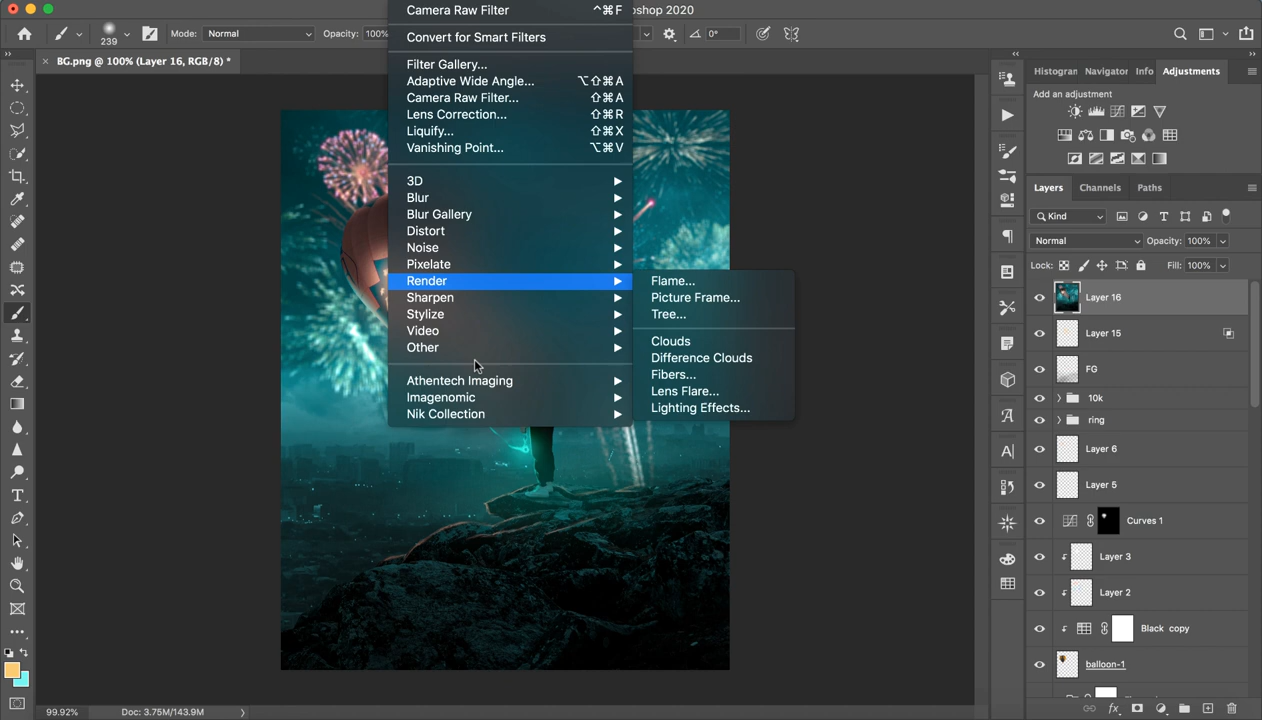 Camera Raw Filter ^⌘F
shop 2020
239
Mode: Normal Opacity: 100%
0°
Convert for Smart Filters
× BG.png @ 100% (Layer 16, RGB/8) *
Filter Gallery...
Adaptive Wide Angle... ⌥⇧⌘A
Camera Raw Filter... ⇧⌘A
Lens Correction... ⇧⌘R
Liquify... ⇧⌘X
Vanishing Point... ⌥⌘V
3D
Blur
Blur Gallery
Distort
Noise
Pixelate
Render
Sharpen
Stylize
Video
Other
Athentech Imaging
Imagenomic
Nik Collection
Flame...
Picture Frame...
Tree...
Clouds
Difference Clouds
Fibers...
Lens Flare...
Lighting Effects...
Histogran Navigator Info Adjustments
Add an adjustment
Layers Channels Paths
Kind
Normal Opacity: 100%
Lock: Fill: 100%
Layer 16
Layer 15
FG
10k
ring
Layer 6
Layer 5
Curves 1
Layer 3
Layer 2
Black copy
balloon-1
99.92% Doc: 3.75M/143.9M